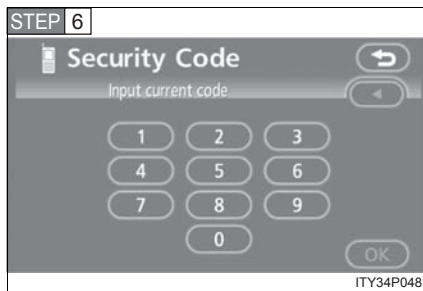 STEP 6
Security Code
Input current code
1 2 3
4 5 6
7 8 9
0
OK
ITY34P048